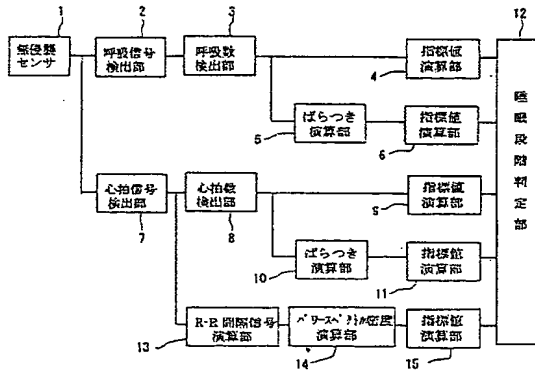 1
2
3
12
無侵襲
センサ
呼吸信号
検出部
呼吸数
検出部
指標値
演算部
4
ばらつき
演算部
5
指標値
演算部
6
睡眠段階判定部
心拍信号
検出部
7
心拍数
検出部
8
指標値
演算部
9
ばらつき
演算部
10
指標値
演算部
11
R-R間隔信号
演算部
13
パワースペクトル密度
演算部
14
指標値
演算部
15